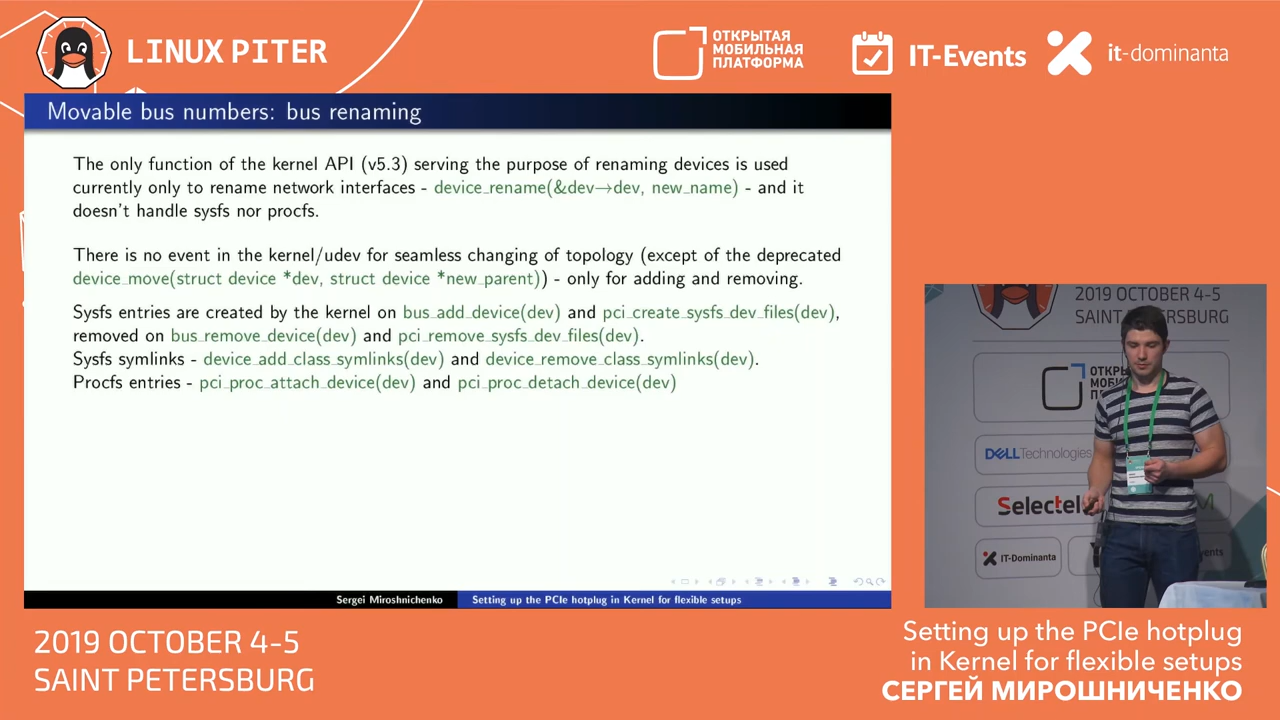 LINUX PITER
ОТКРЫТАЯ
МОБИЛЬНАЯ
ПЛАТФОРМА
IT-Events
it-dominanta
Movable bus numbers: bus renaming
The only function of the kernel API (v5.3) serving the purpose of renaming devices is used
currently only to rename network interfaces - device_rename(&dev→dev, new_name) - and it
doesn't handle sysfs nor procfs.
There is no event in the kernel/udev for seamless changing of topology (except of the deprecated
device_move(struct device *dev, struct device *new_parent)) - only for adding and removing.
Sysfs entries are created by the kernel on bus_add_device(dev) and pci_create_sysfs_dev_files(dev),
removed on bus_remove_device(dev) and pci_remove_sysfs_dev_files(dev).
Sysfs symlinks - device_add_class_symlinks(dev) and device_remove_class_symlinks(dev).
Procfs entries - pci_proc_attach_device(dev) and pci_proc_detach_device(dev)
Sergei Miroshnichenko
Setting up the PCIe hotplug in Kernel for flexible setups
2019 OCTOBER 4-5
SAINT PETERSBURG
DELL Technologies
Selectel
IT-Dominanta
2019 OCTOBER 4-5
SAINT PETERSBURG
Setting up the PCIe hotplug
in Kernel for flexible setups
СЕРГЕЙ МИРОШНИЧЕНКО